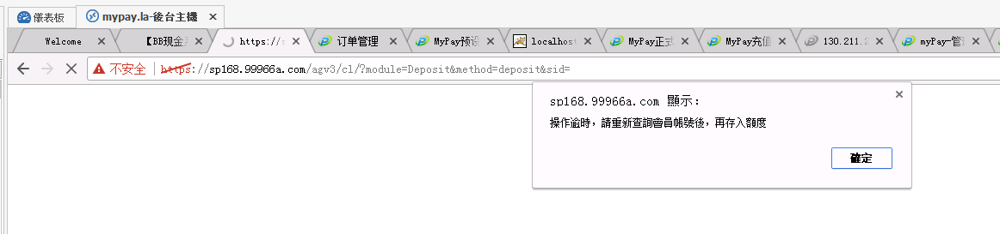 儀表板
mypay.la-後台主機
Welcome
【BB现金
https://s
订单管理
MyPay预设
localhost
MyPay正式
MyPay充值
130.211.2
myPay-管
不安全 https://sp168.99966a.com/agv3/cl/?module=Deposit&method=deposit&sid=
sp168.99966a.com 顯示:
操作逾時，請重新查詢會員帳號後，再存入額度
確定